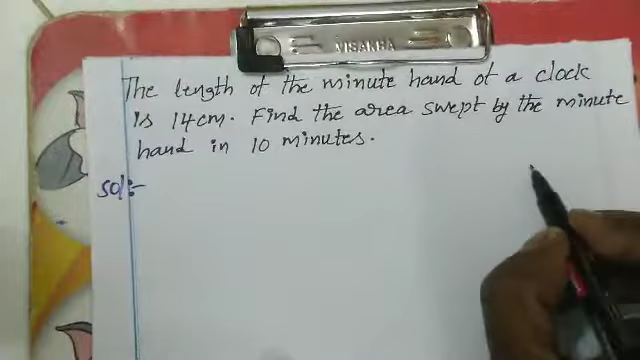 VISAKHA
The length of the minute hand of a clock
is 14cm. Find the area swept by the minute
hand in 10 minutes.
Sol:-